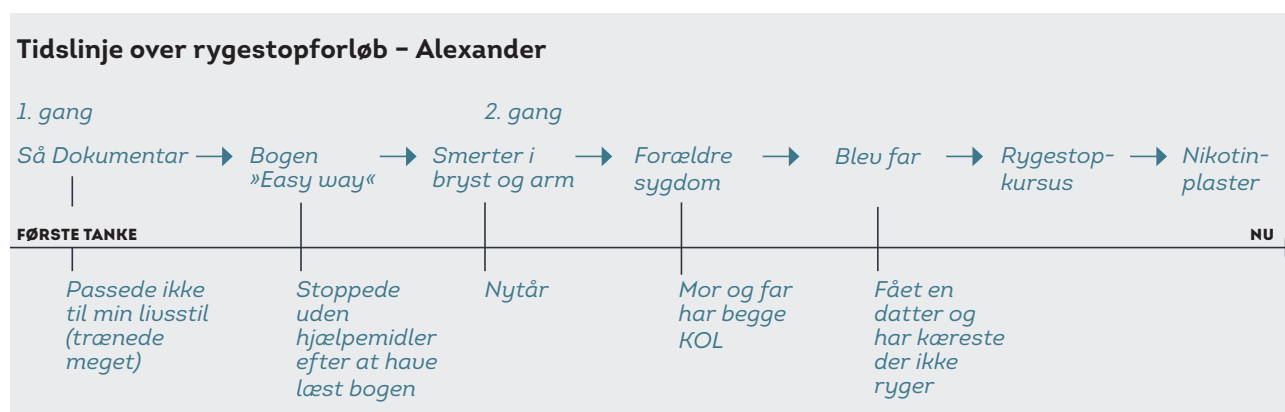 Tidslinje over rygestopforløb – Alexander
1. gang
2. gang
Så Dokumentar
Bogen
»Easy way«
Smerter i
bryst og arm
Forældre
sygdom
Blev far
Rygestop-
kursus
Nikotin-
plaster
FØRSTE TANKE
NU
Passede ikke
til min livsstil
(trænede
meget)
Stoppede
uden
hjælpemidler
efter at have
læst bogen
Nytår
Mor og far
har begge
KOL
Fået en
datter og
har kæreste
der ikke
ryger